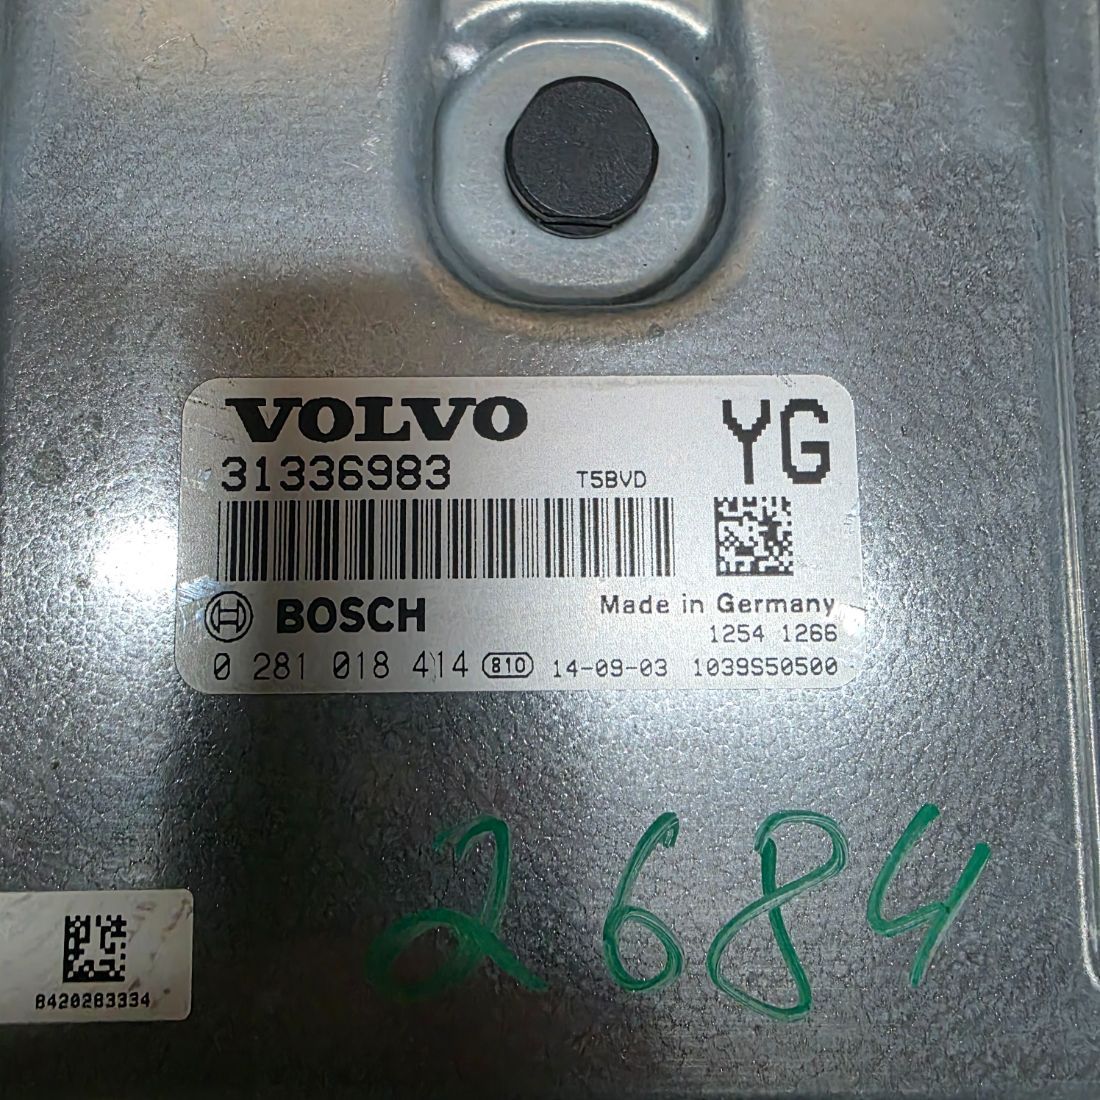 VOLVO YG
31336983 T5BVD
BOSCH Made in Germany
1254 1266
0 281 018 414 810 14-09-03 1039S50500
2684
8420283334